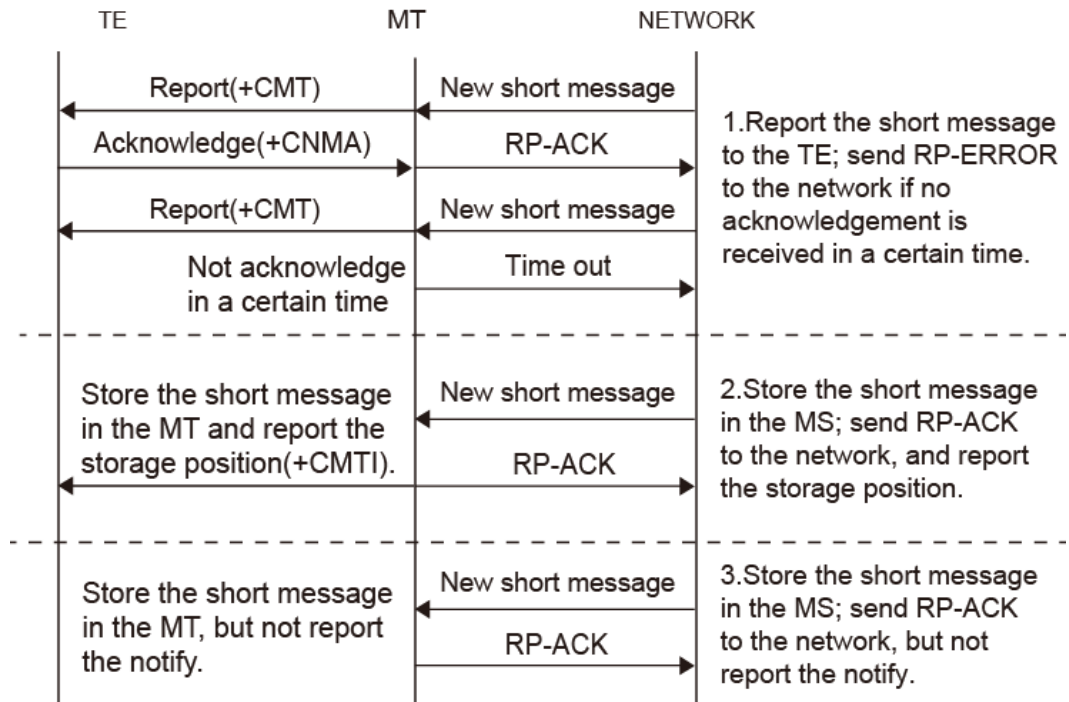 TE
MT
NETWORK
Report(+CMT)
New short message
Acknowledge(+CNMA)
RP-ACK
Report(+CMT)
New short message
Not acknowledge
in a certain time
Time out
1.Report the short message
to the TE; send RP-ERROR
to the network if no
acknowledgement is
received in a certain time.
Store the short message
in the MT and report the
storage position(+CMTI).
New short message
RP-ACK
2.Store the short message
in the MS; send RP-ACK
to the network, and report
the storage position.
Store the short message
in the MT, but not report
the notify.
New short message
RP-ACK
3.Store the short message
in the MS; send RP-ACK
to the network, but not
report the notify.